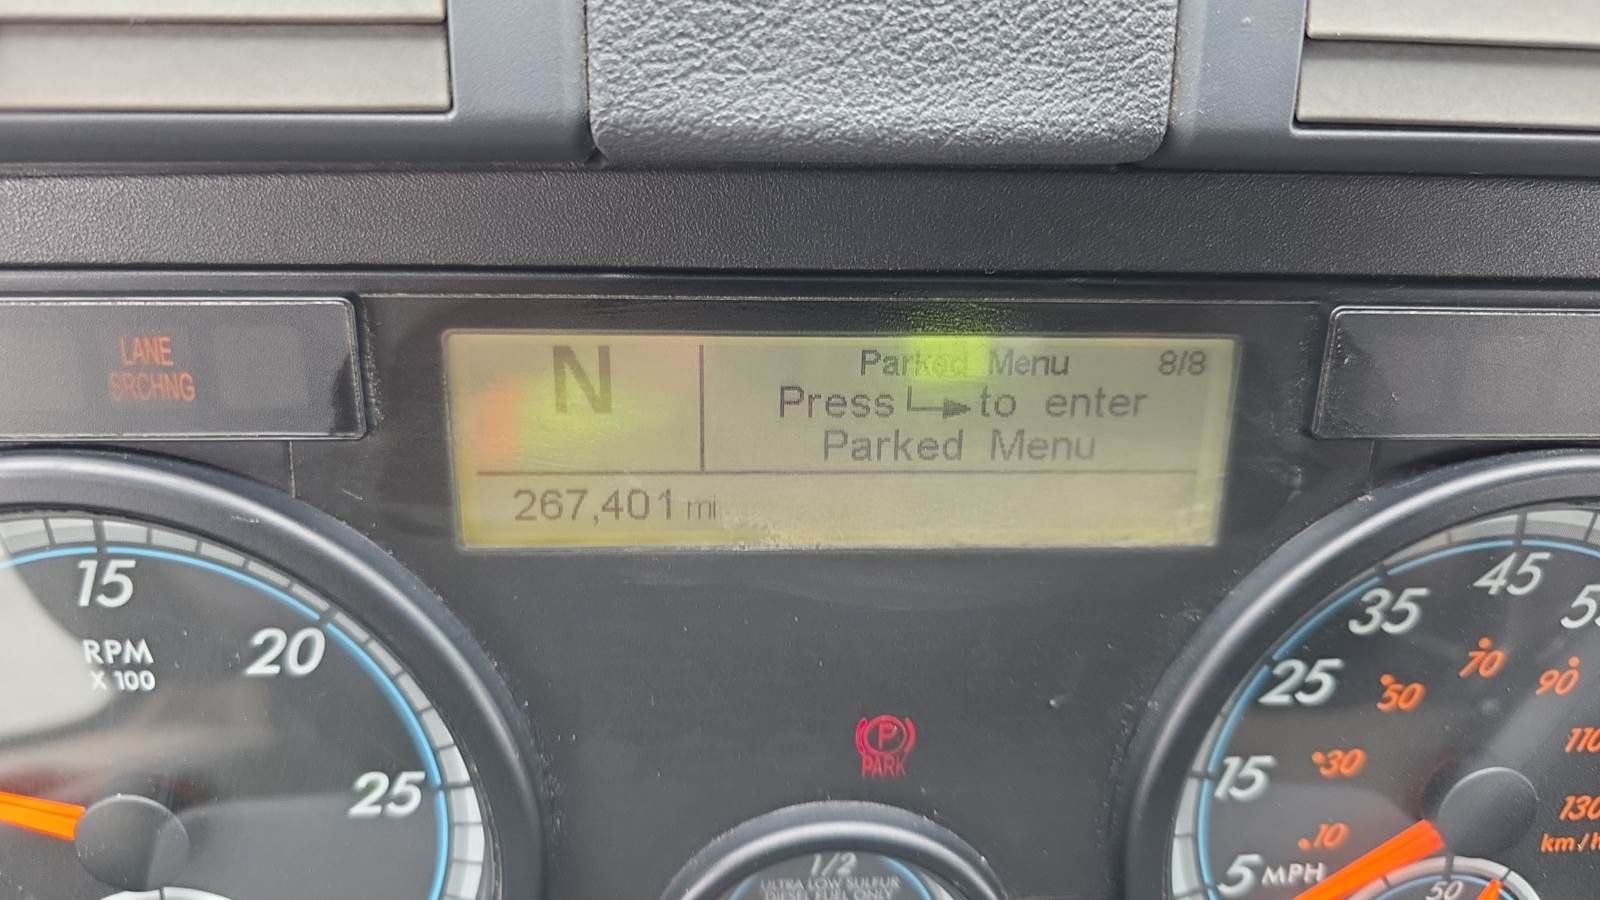 LANE
SRCHNG
N
Parked Menu 8/8
Press to enter
Parked Menu
267,401 mi
15
20
25
RPM
X 100
PARK
1/2
ULTRA LOW SULFUR
DIESEL FUEL ONLY
45
35
25
15
5 MPH
70
90
50
30
10
110
130
km/h
50